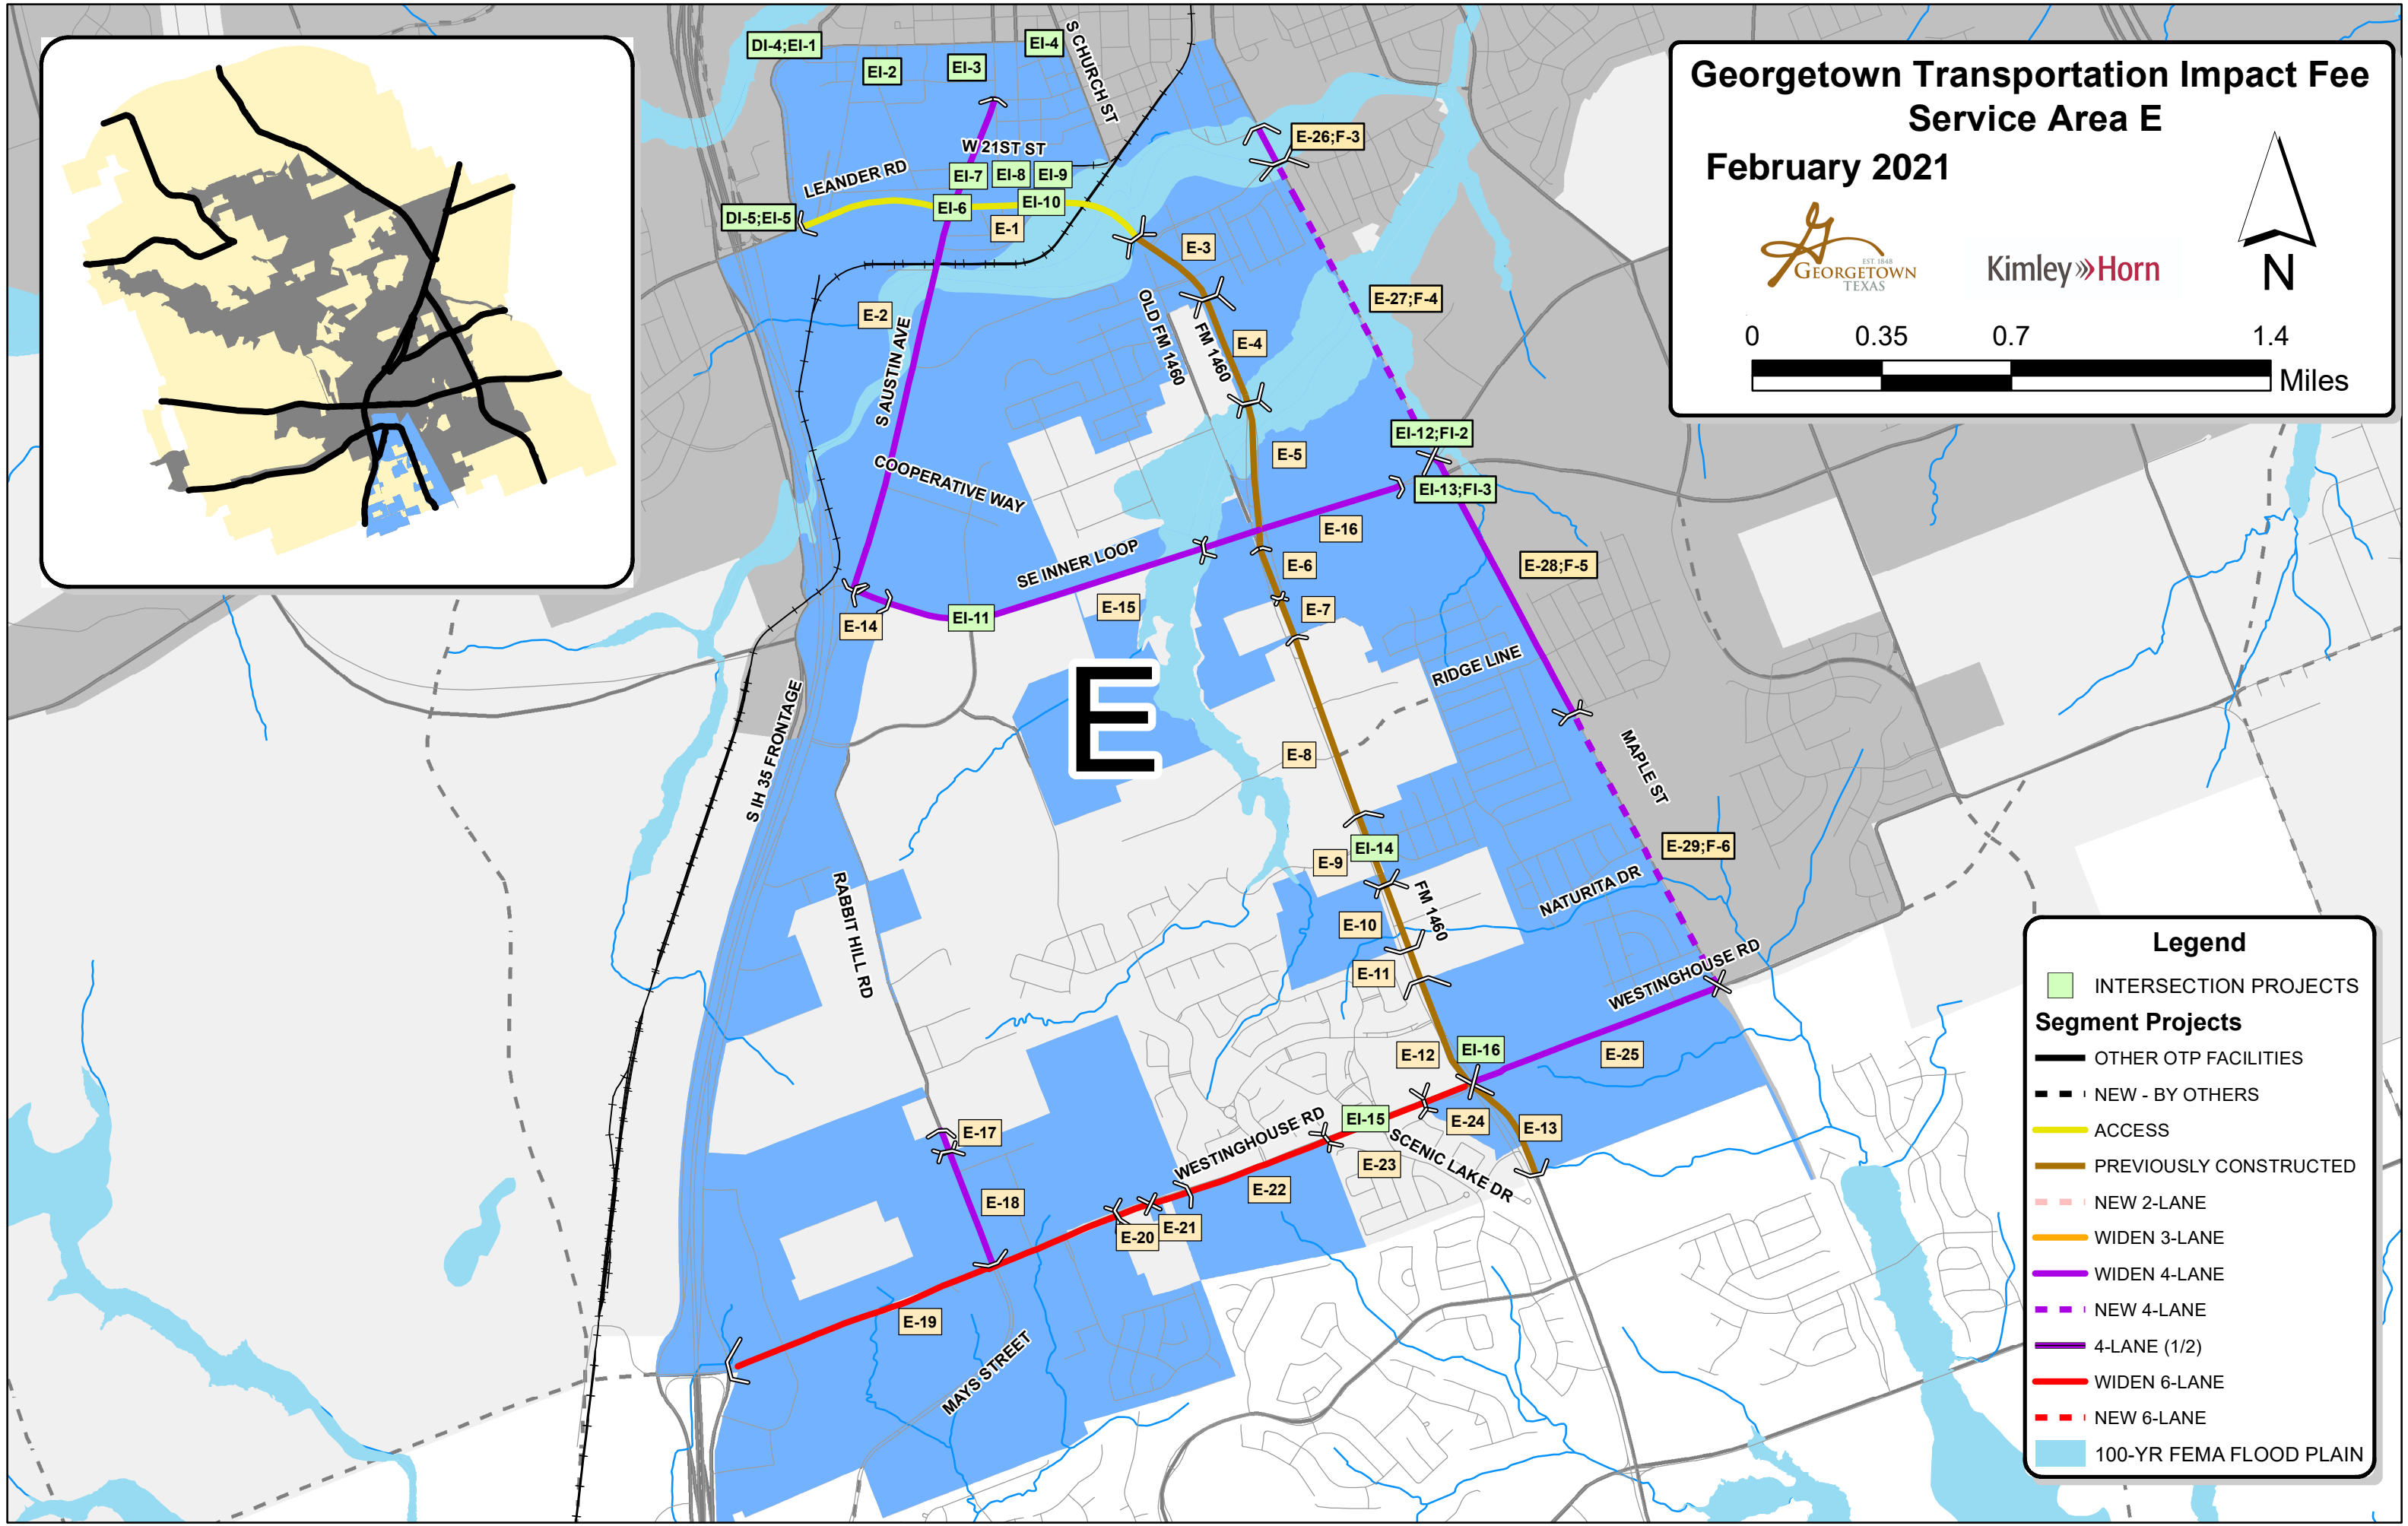 Georgetown Transportation Impact Fee
Service Area E
February 2021
EST. 1848
GEORGETOWN
TEXAS
Kimley»Horn
N
0 0.35 0.7 1.4
Miles
DI-4;EI-1
EI-2
EI-3
EI-4
S CHURCH ST
E-26;F-3
W 21ST ST
LEANDER RD
EI-7
EI-8
EI-9
DI-5;EI-5
EI-6
EI-10
E-1
E-3
E-2
E-27;F-4
S AUSTIN AVE
OLD FM 1460
FM 1460
E-4
EI-12;FI-2
E-5
COOPERATIVE WAY
EI-13;FI-3
E-16
SE INNER LOOP
E-6
E-28;F-5
E-15
E-7
E-14
EI-11
E
RIDGE LINE
S IH 35 FRONTAGE
E-8
MAPLE ST
EI-14
E-9
E-29;F-6
RABBIT HILL RD
FM 1460
NATURITA DR
E-10
E-11
WESTINGHOUSE RD
E-12
EI-16
E-25
E-17
WESTINGHOUSE RD
EI-15
E-24
E-13
SCENIC LAKE DR
E-23
E-18
E-22
E-21
E-20
E-19
MAYS STREET
Legend
INTERSECTION PROJECTS
Segment Projects
OTHER OTP FACILITIES
NEW - BY OTHERS
ACCESS
PREVIOUSLY CONSTRUCTED
NEW 2-LANE
WIDEN 3-LANE
WIDEN 4-LANE
NEW 4-LANE
4-LANE (1/2)
WIDEN 6-LANE
NEW 6-LANE
100-YR FEMA FLOOD PLAIN